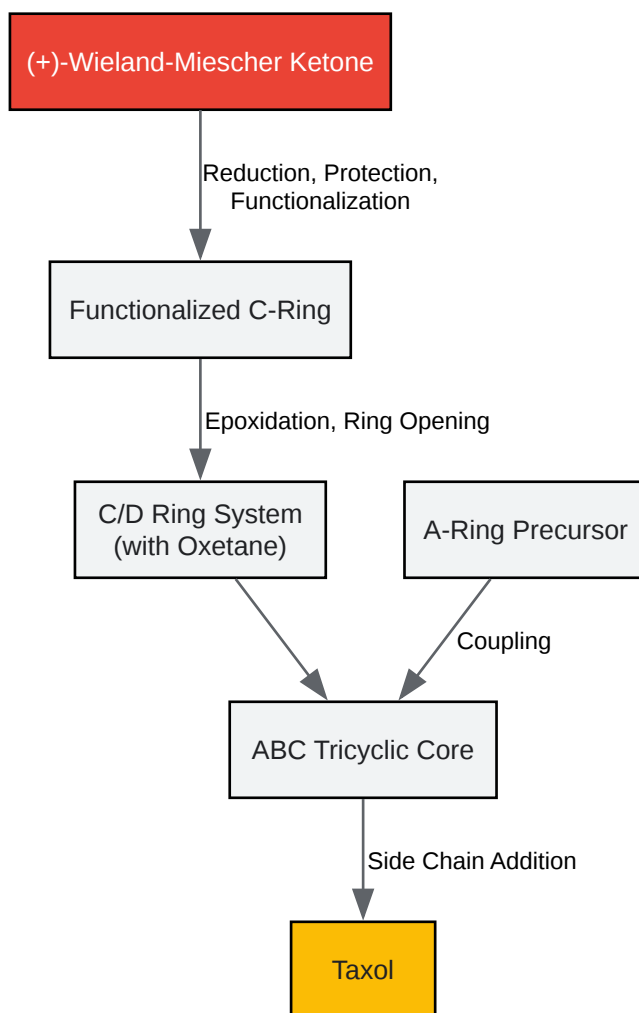 (+)-Wieland-Miescher Ketone
Reduction, Protection,
Functionalization
Functionalized C-Ring
Epoxidation, Ring Opening
C/D Ring System
(with Oxetane)
A-Ring Precursor
Coupling
ABC Tricyclic Core
Side Chain Addition
Taxol